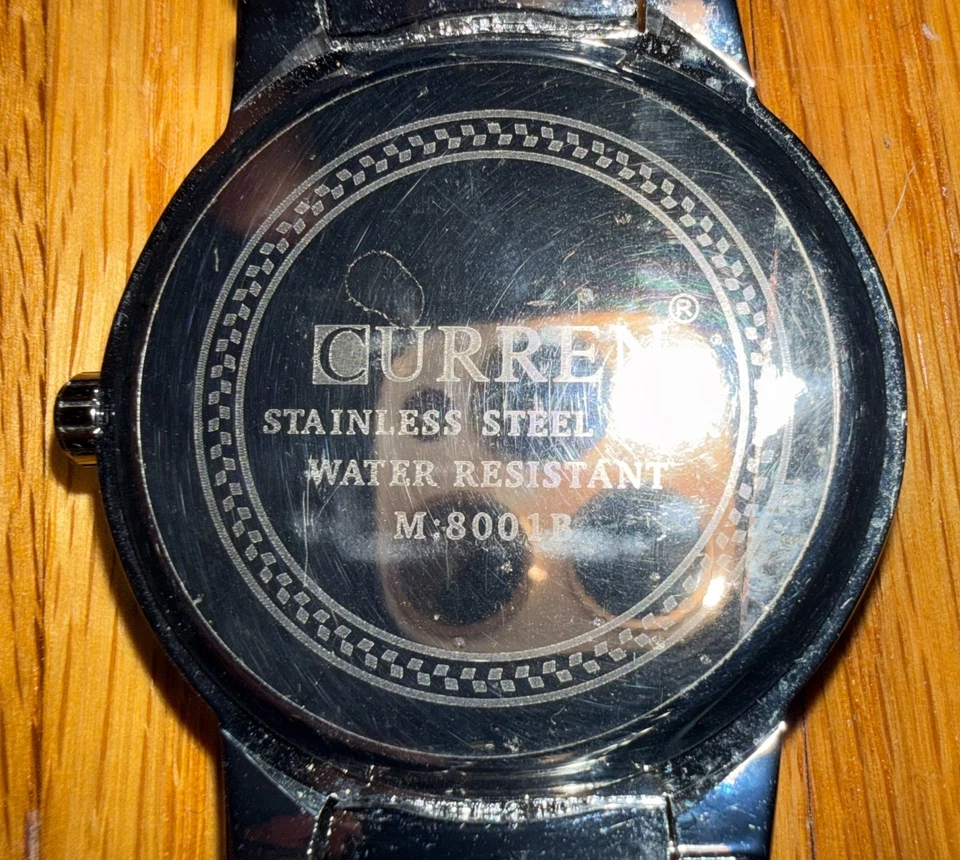 CURREN®
STAINLESS STEEL
WATER RESISTANT
M:8001B